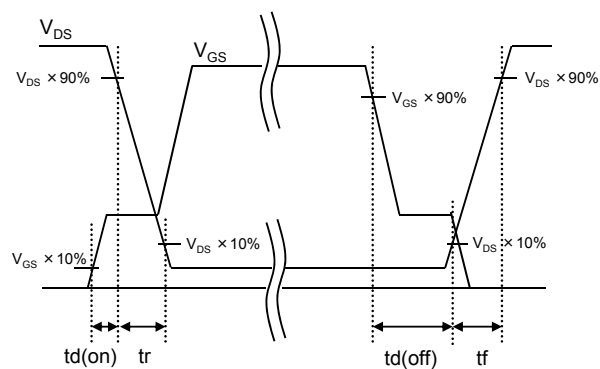 V_DS
V_GS
V_DS × 90%
V_GS × 90%
V_DS × 90%
V_GS × 10%
V_DS × 10%
V_DS × 10%
td(on)
tr
td(off)
tf